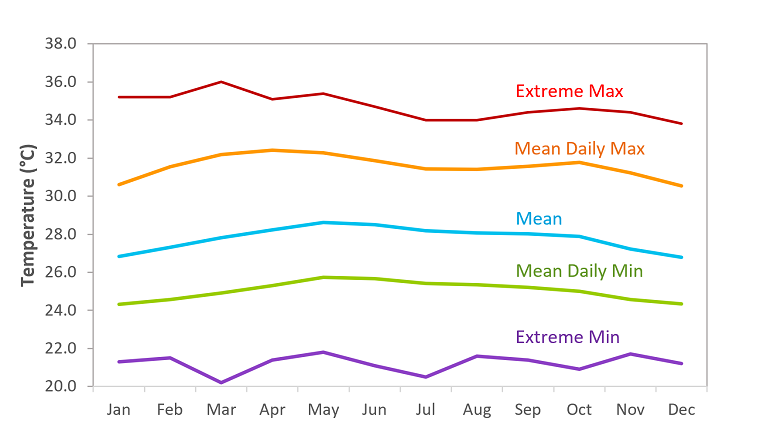 38.0
36.0
Extreme Max
34.0
Mean Daily Max
32.0
30.0
Mean
28.0
Mean Daily Min
26.0
24.0
Extreme Min
22.0
20.0
Temperature (°C)
Jan Feb Mar Apr May Jun Jul Aug Sep Oct Nov Dec